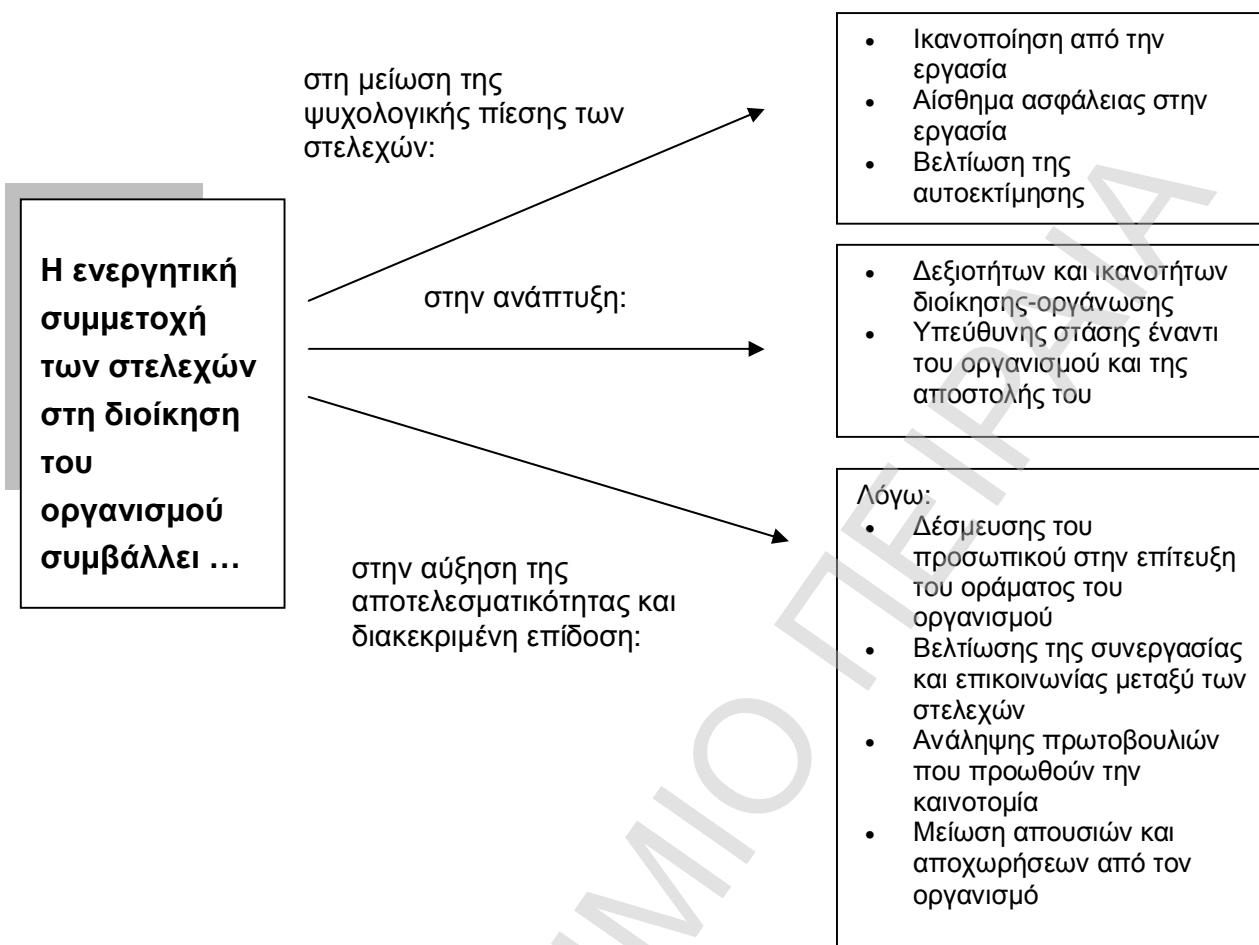 Η ενεργητική
συμμετοχή
των στελεχών
στη διοίκηση
του
οργανισμού
συμβάλλει …
στη μείωση της
ψυχολογικής πίεσης των
στελεχών:
• Ικανοποίηση από την
εργασία
• Αίσθημα ασφάλειας στην
εργασία
• Βελτίωση της
αυτοεκτίμησης
στην ανάπτυξη:
• Δεξιοτήτων και ικανοτήτων
διοίκησης-οργάνωσης
• Υπεύθυνης στάσης έναντι
του οργανισμού και της
αποστολής του
στην αύξηση της
αποτελεσματικότητας και
διακεκριμένη επίδοση:
Λόγω:
• Δέσμευσης του
προσωπικού στην επίτευξη
του οράματος του
οργανισμού
• Βελτίωσης της συνεργασίας
και επικοινωνίας μεταξύ των
στελεχών
• Ανάληψης πρωτοβουλιών
που προωθούν την
καινοτομία
• Μείωση απουσιών και
αποχωρήσεων από τον
οργανισμό
ΜΙΟ ΠΕΙΡΑΙΑ